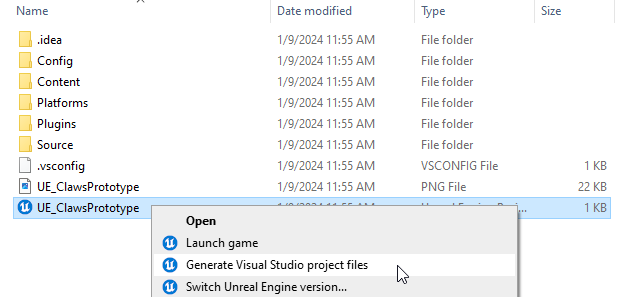 Name Date modified Type Size
.idea 1/9/2024 11:55 AM File folder
Config 1/9/2024 11:55 AM File folder
Content 1/9/2024 11:55 AM File folder
Platforms 1/9/2024 11:55 AM File folder
Plugins 1/9/2024 11:55 AM File folder
Source 1/9/2024 11:55 AM File folder
.vsconfig 1/9/2024 11:55 AM VSCONFIG File 1 KB
UE_ClawsPrototype 1/9/2024 11:55 AM PNG File 22 KB
UE_ClawsPrototype 1 KB
Open
Launch game
Generate Visual Studio project files
Switch Unreal Engine version...